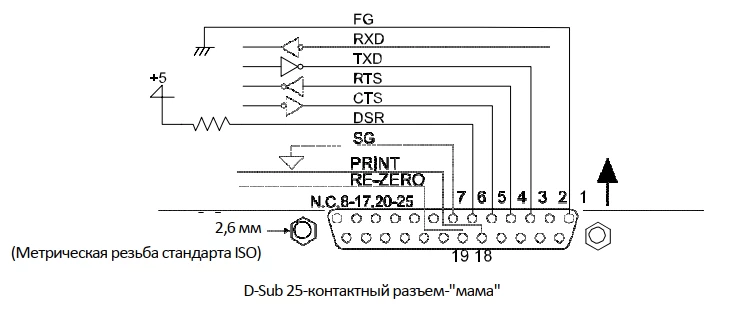 FG
RXD
TXD
+5
RTS
CTS
DSR
SG
PRINT
RE-ZERO
N.C.8-17,20-25 7 6 5 4 3 2 1
2,6 мм
(Метрическая резьба стандарта ISO)
19 18
D-Sub 25-контактный разъем-"мама"